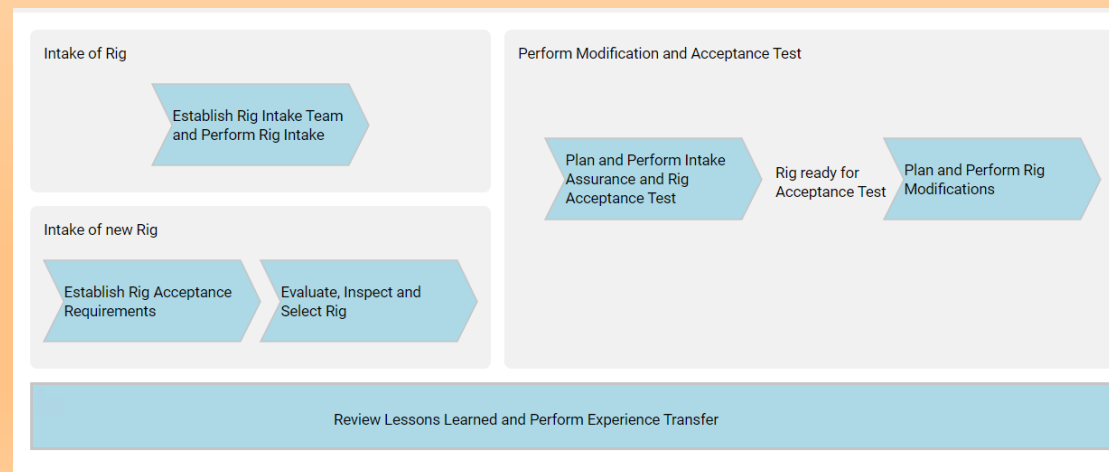 Intake of Rig
Establish Rig Intake Team
and Perform Rig Intake
Intake of new Rig
Establish Rig Acceptance
Requirements
Evaluate, Inspect and
Select Rig
Perform Modification and Acceptance Test
Plan and Perform Intake
Assurance and Rig
Acceptance Test
Rig ready for
Acceptance Test
Plan and Perform Rig
Modifications
Review Lessons Learned and Perform Experience Transfer